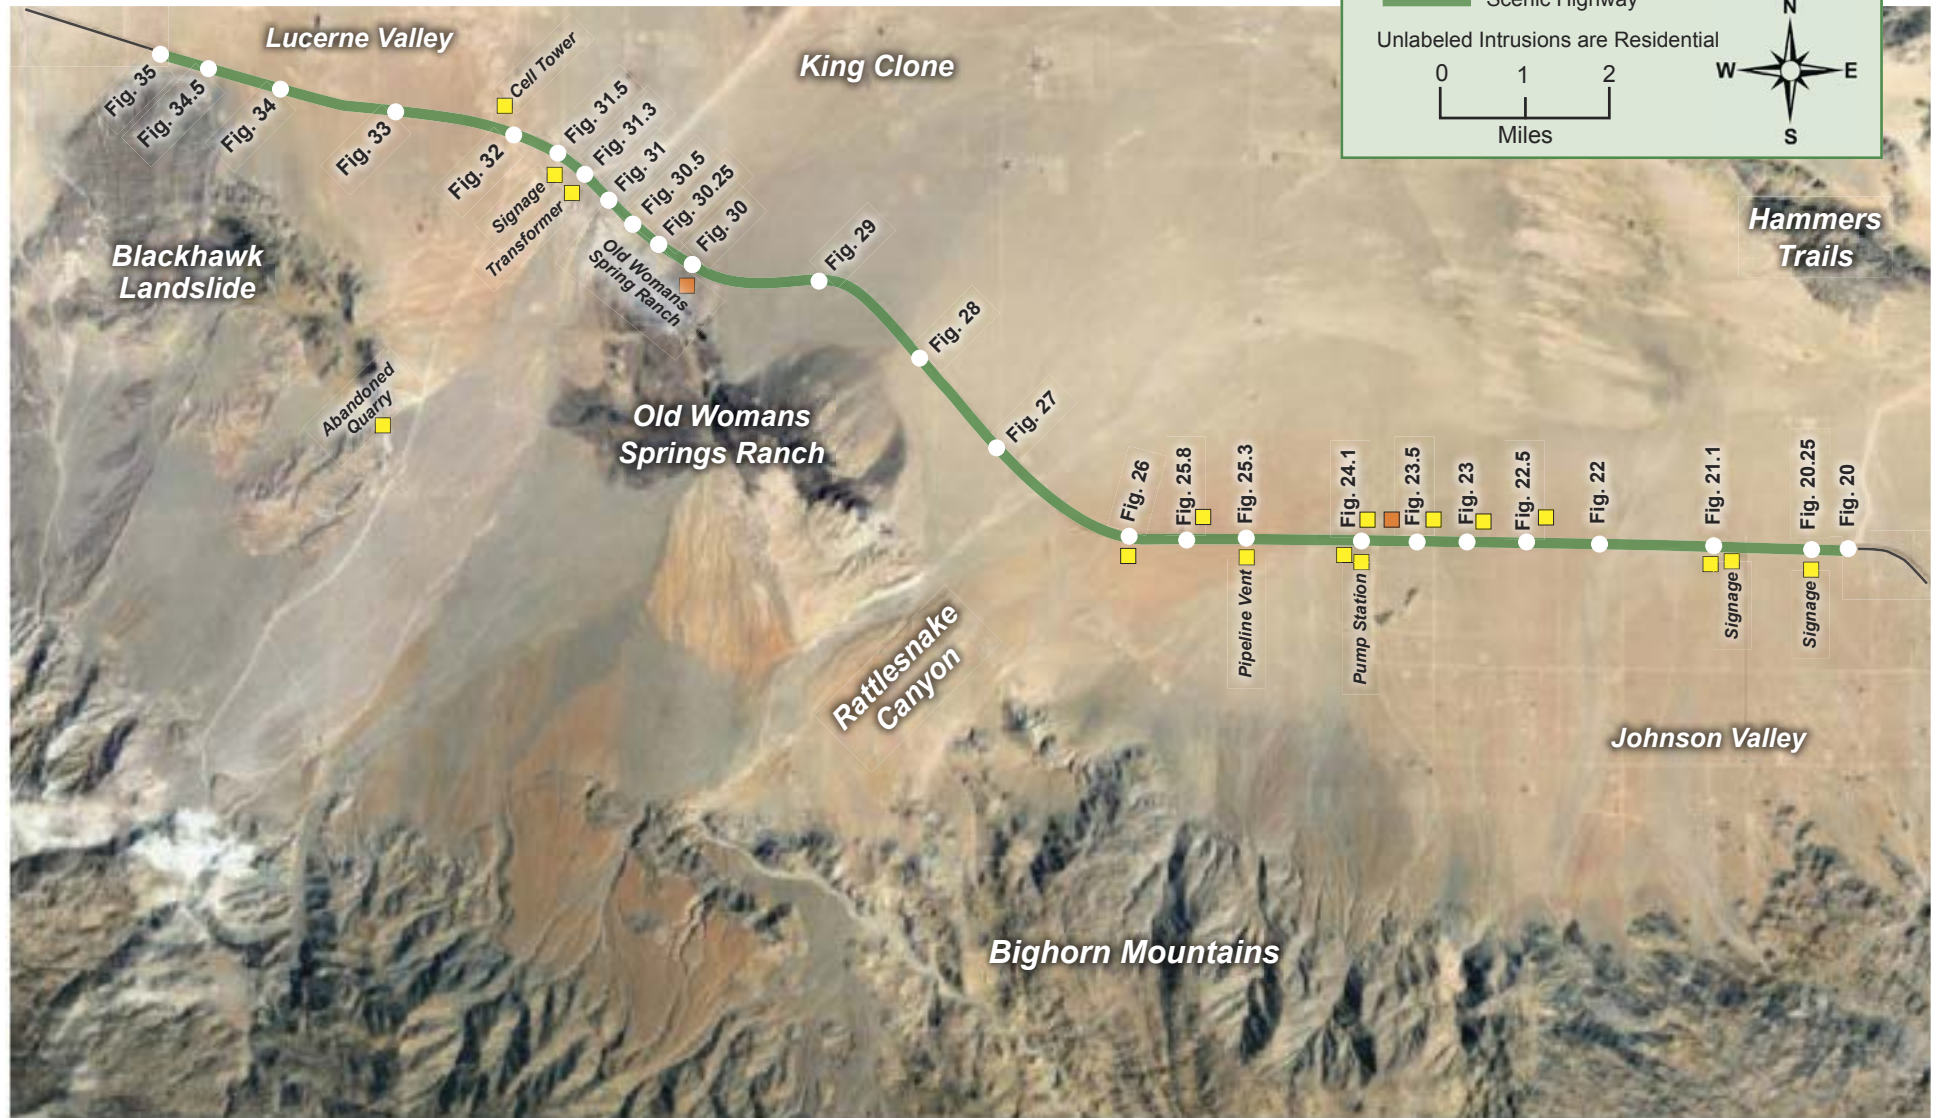 Scenic Highway
Unlabeled Intrusions are Residential
0 1 2
Miles
N
W E
S
Lucerne Valley
King Clone
Cell Tower
Fig. 35
Fig. 34.5
Fig. 34
Fig. 33
Fig. 32
Fig. 31.5
Fig. 31.3
Fig. 31
Fig. 30.5
Fig. 30.25
Fig. 30
Signage
Transformer
Old Womans
Spring Ranch
Fig. 29
Fig. 28
Fig. 27
Hammers
Trails
Blackhawk
Landslide
Abandoned
Quarry
Old Womans
Springs Ranch
Fig. 26
Fig. 25.8
Fig. 25.3
Fig. 24.1
Fig. 23.5
Fig. 23
Fig. 22.5
Fig. 22
Fig. 21.1
Fig. 20.25
Fig. 20
Pipeline Vent
Pump Station
Signage
Signage
Rattlesnake
Canyon
Johnson Valley
Bighorn Mountains